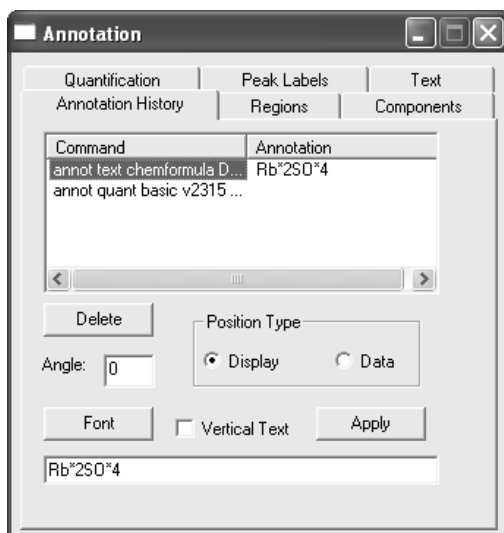 Annotation
Quantification Peak Labels Text
Annotation History Regions Components
Command Annotation
annot text chemformula D... Rb*2SO*4
annot quant basic v2315 ...
Delete
Position Type
Angle: 0
Display Data
Font
Vertical Text
Apply
Rb*2SO*4